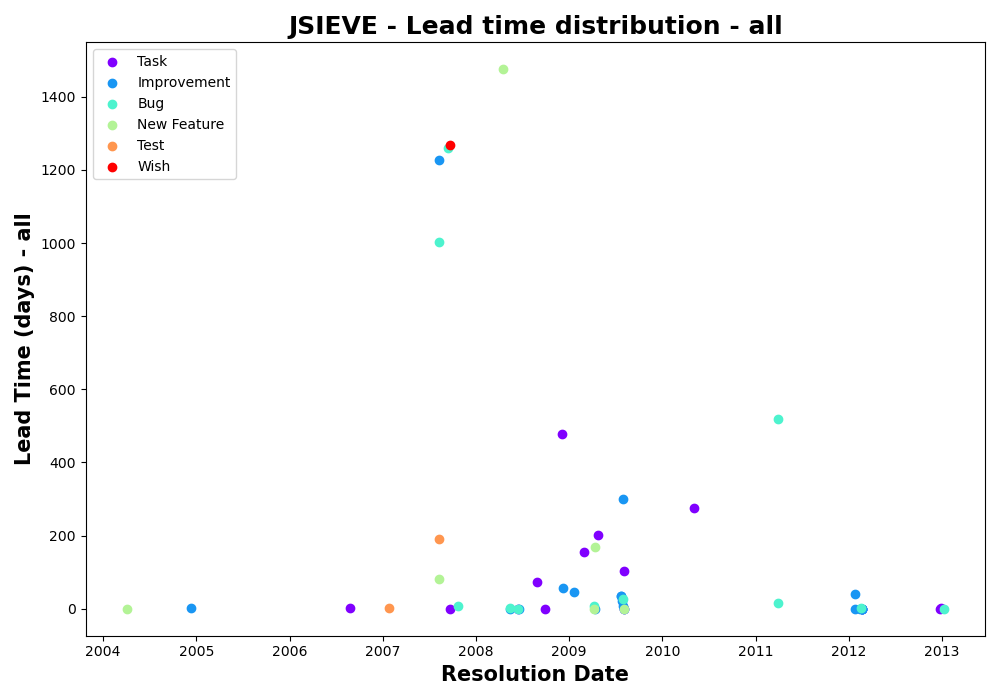 JSIEVE - Lead time distribution - all
Task
Improvement
Bug
New Feature
Test
Wish
Lead Time (days) - all
1400
1200
1000
800
600
400
200
0
2004 2005 2006 2007 2008 2009 2010 2011 2012 2013
Resolution Date